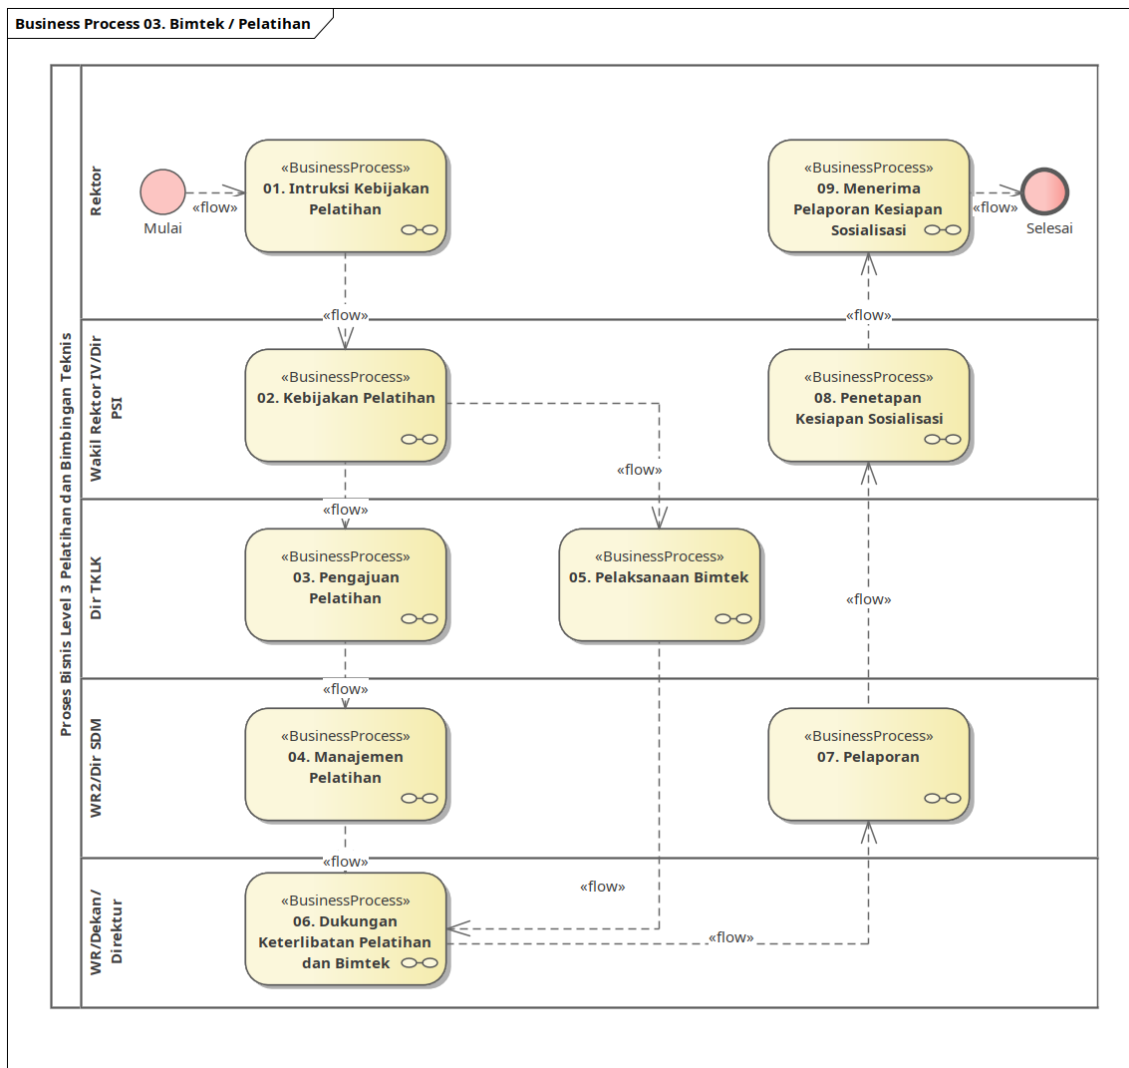 Business Process 03. Bimtek / Pelatihan
Proses Bisnis Level 3 Pelatihan dan Bimbingan Teknis
Rektor
Mulai
«flow»
«BusinessProcess»
01. Intruksi Kebijakan
Pelatihan
«BusinessProcess»
09. Menerima
Pelaporan Kesiapan
Sosialisasi
«flow»
Selesai
«flow»
«flow»
Wakil Rektor IV/Dir
PSI
«BusinessProcess»
02. Kebijakan Pelatihan
«BusinessProcess»
08. Penetapan
Kesiapan Sosialisasi
«flow»
«flow»
Dir TKLK
«BusinessProcess»
03. Pengajuan
Pelatihan
«BusinessProcess»
05. Pelaksanaan Bimtek
«flow»
«flow»
WR2/Dir SDM
«BusinessProcess»
04. Manajemen
Pelatihan
«BusinessProcess»
07. Pelaporan
«flow»
WR/Dekan/
Direktur
«BusinessProcess»
06. Dukungan
Keterlibatan Pelatihan
dan Bimtek
«flow»
«flow»